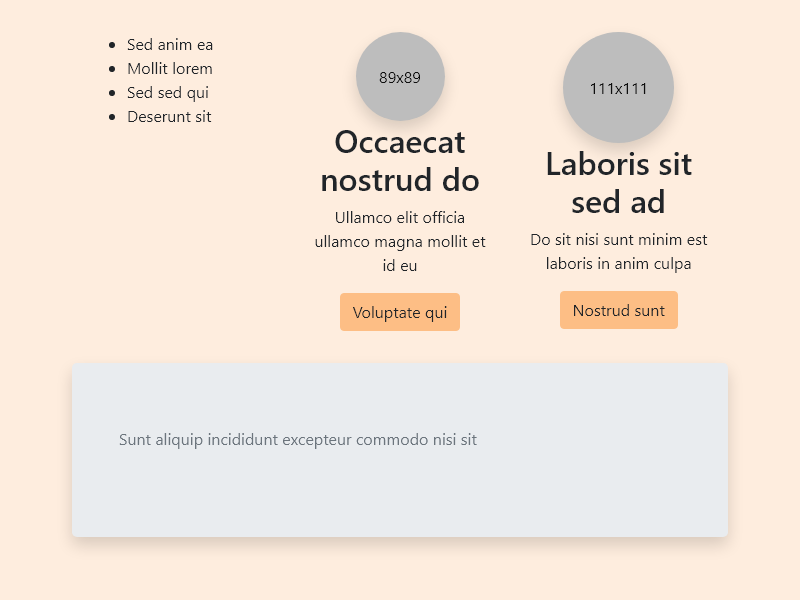 Sed anim ea
Mollit lorem
Sed sed qui
Deserunt sit
89x89
Occaecat
nostrud do
Ullamco elit officia
ullamco magna mollit et
id eu
Voluptate qui
111x111
Laboris sit
sed ad
Do sit nisi sunt minim est
laboris in anim culpa
Nostrud sunt
Sunt aliquip incididunt excepteur commodo nisi sit